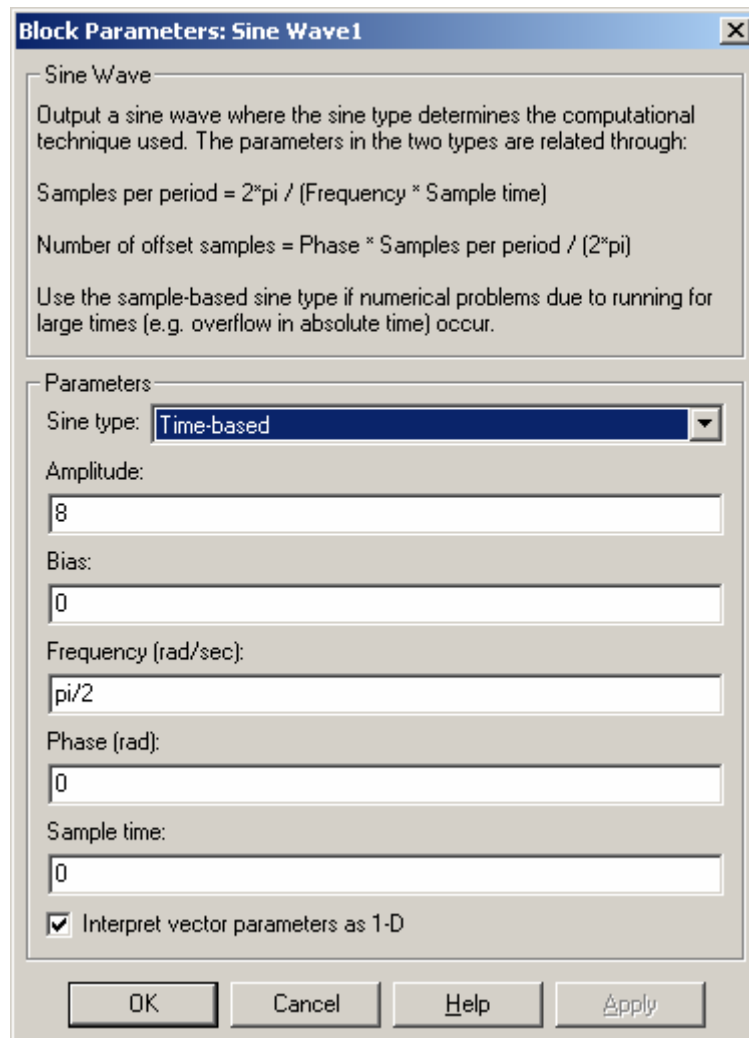 Block Parameters: Sine Wave1
Sine Wave
Output a sine wave where the sine type determines the computational
technique used. The parameters in the two types are related through:
Samples per period = 2*pi / (Frequency * Sample time)
Number of offset samples = Phase * Samples per period / (2*pi)
Use the sample-based sine type if numerical problems due to running for
large times (e.g. overflow in absolute time) occur.
Parameters
Sine type: Time-based
Amplitude:
8
Bias:
0
Frequency (rad/sec):
pi/2
Phase (rad):
0
Sample time:
0
Interpret vector parameters as 1-D
OK Cancel Help Apply